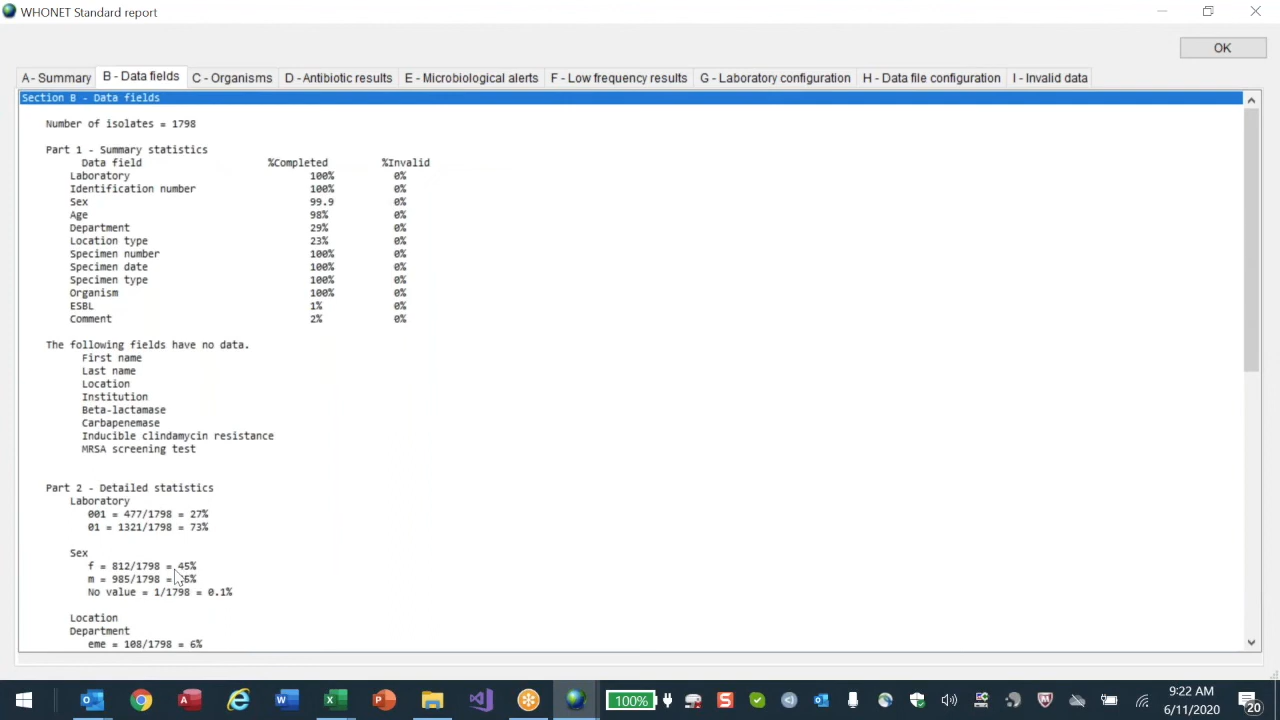 WHONET Standard report
OK
A - Summary B - Data fields C - Organisms D - Antibiotic results E - Microbiological alerts F - Low frequency results G - Laboratory configuration H - Data file configuration I - Invalid data
Section B - Data fields
Number of isolates = 1798
Part 1 - Summary statistics
Data field %Completed %Invalid
Laboratory 100% 0%
Identification number 100% 0%
Sex 99.9 0%
Age 98% 0%
Department 29% 0%
Location type 23% 0%
Specimen number 100% 0%
Specimen date 100% 0%
Specimen type 100% 0%
Organism 100% 0%
ESBL 1% 0%
Comment 2% 0%
The following fields have no data.
First name
Last name
Location
Institution
Beta-lactamase
Carbapenemase
Inducible clindamycin resistance
MRSA screening test
Part 2 - Detailed statistics
Laboratory
001 = 477/1798 = 27%
01 = 1321/1798 = 73%
Sex
f = 812/1798 = 45%
m = 985/1798 =
No value = 1/1798 = 0.1%
Location
Department
eme = 108/1798 = 6%
100%
9:22 AM
6/11/2020
20